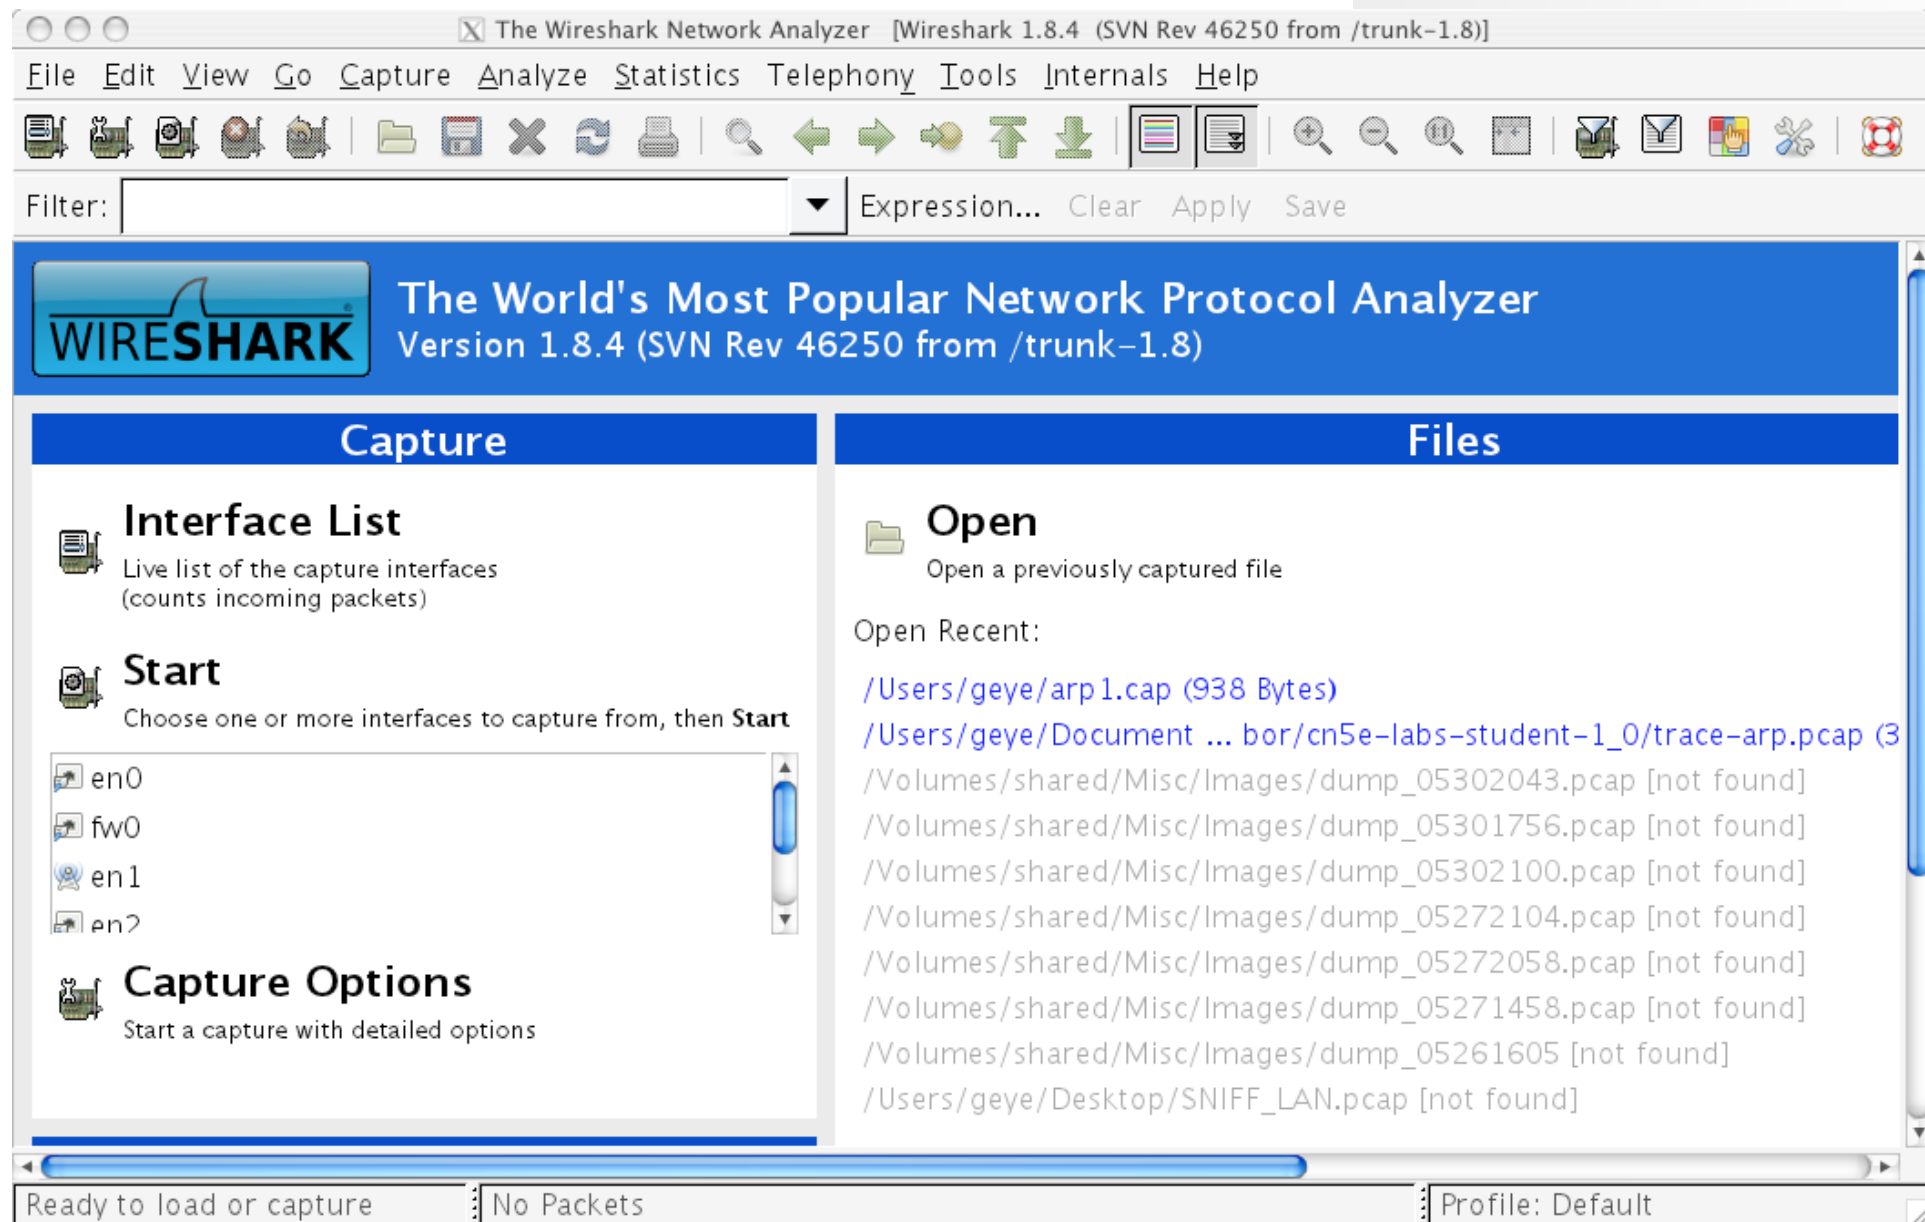 The Wireshark Network Analyzer [Wireshark 1.8.4 (SVN Rev 46250 from /trunk-1.8)]
File Edit View Go Capture Analyze Statistics Telephony Tools Internals Help
Filter: Expression... Clear Apply Save
WIRESHARK
The World's Most Popular Network Protocol Analyzer
Version 1.8.4 (SVN Rev 46250 from /trunk-1.8)
Capture
Interface List
Live list of the capture interfaces
(counts incoming packets)
Start
Choose one or more interfaces to capture from, then Start
en0
fw0
en1
en2
Capture Options
Start a capture with detailed options
Files
Open
Open a previously captured file
Open Recent:
/Users/geye/arp1.cap (938 Bytes)
/Users/geye/Document ... bor/cn5e-labs-student-1_0/trace-arp.pcap (3
/Volumes/shared/Misc/Images/dump_05302043.pcap [not found]
/Volumes/shared/Misc/Images/dump_05301756.pcap [not found]
/Volumes/shared/Misc/Images/dump_05302100.pcap [not found]
/Volumes/shared/Misc/Images/dump_05272104.pcap [not found]
/Volumes/shared/Misc/Images/dump_05272058.pcap [not found]
/Volumes/shared/Misc/Images/dump_05271458.pcap [not found]
/Volumes/shared/Misc/Images/dump_05261605 [not found]
/Users/geye/Desktop/SNIFF_LAN.pcap [not found]
Ready to load or capture No Packets Profile: Default